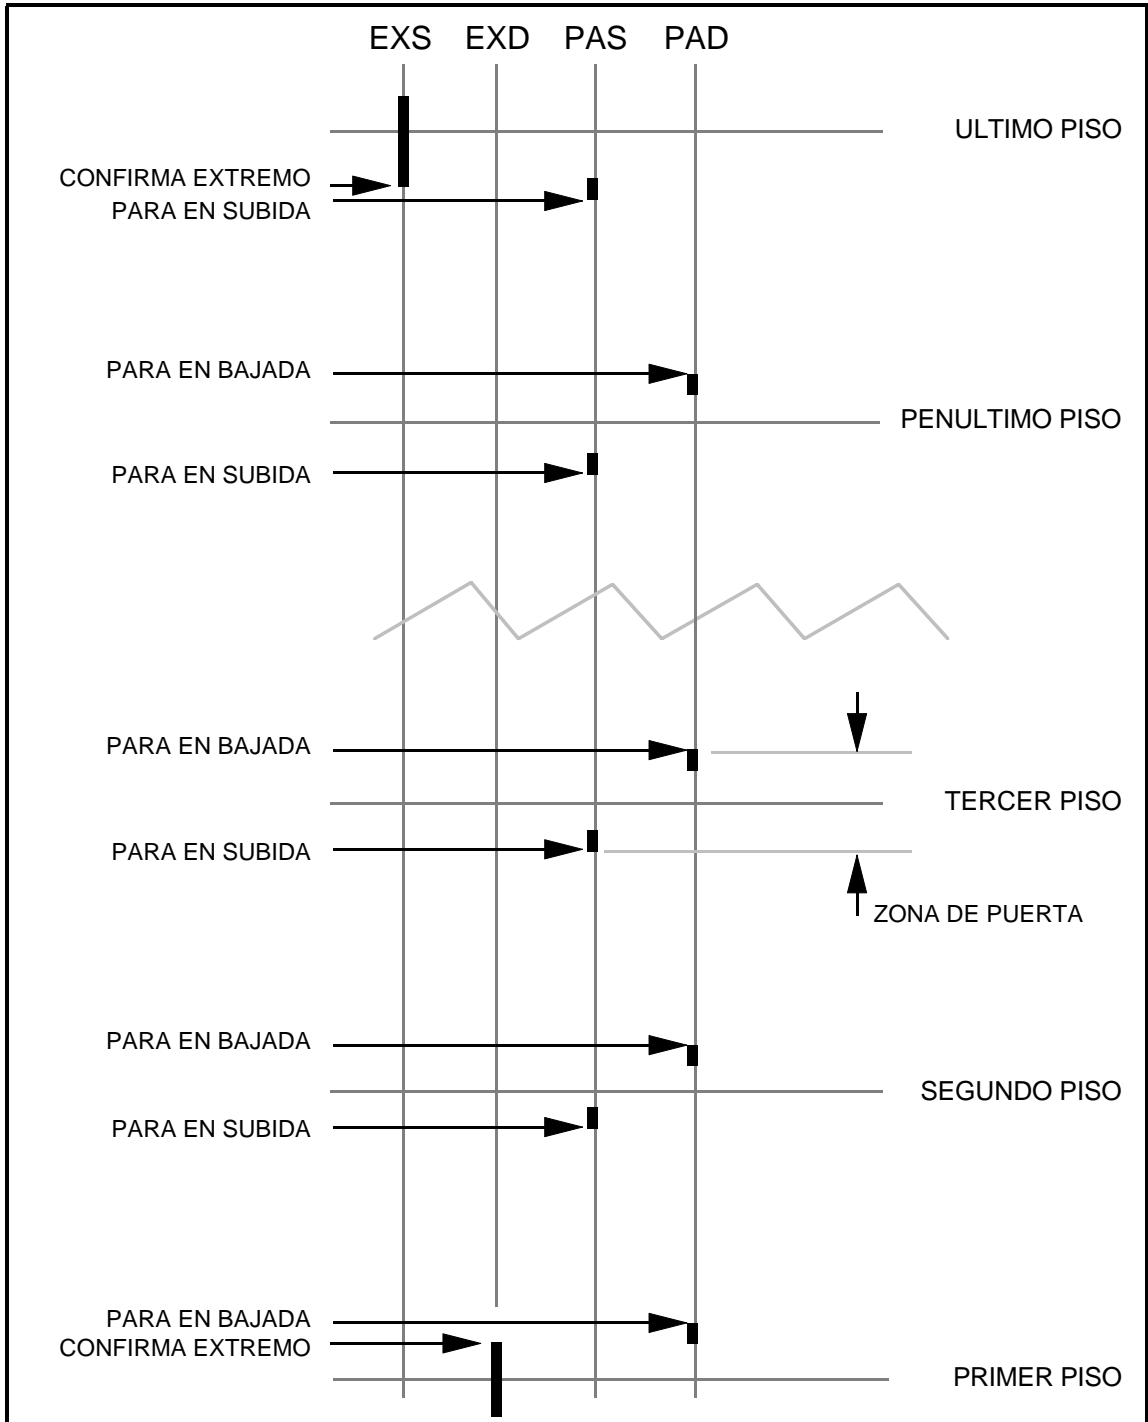 EXS EXD PAS PAD
ULTIMO PISO
CONFIRMA EXTREMO
PARA EN SUBIDA
PARA EN BAJADA
PENULTIMO PISO
PARA EN SUBIDA
PARA EN BAJADA
TERCER PISO
PARA EN SUBIDA
ZONA DE PUERTA
PARA EN BAJADA
SEGUNDO PISO
PARA EN SUBIDA
PARA EN BAJADA
CONFIRMA EXTREMO
PRIMER PISO